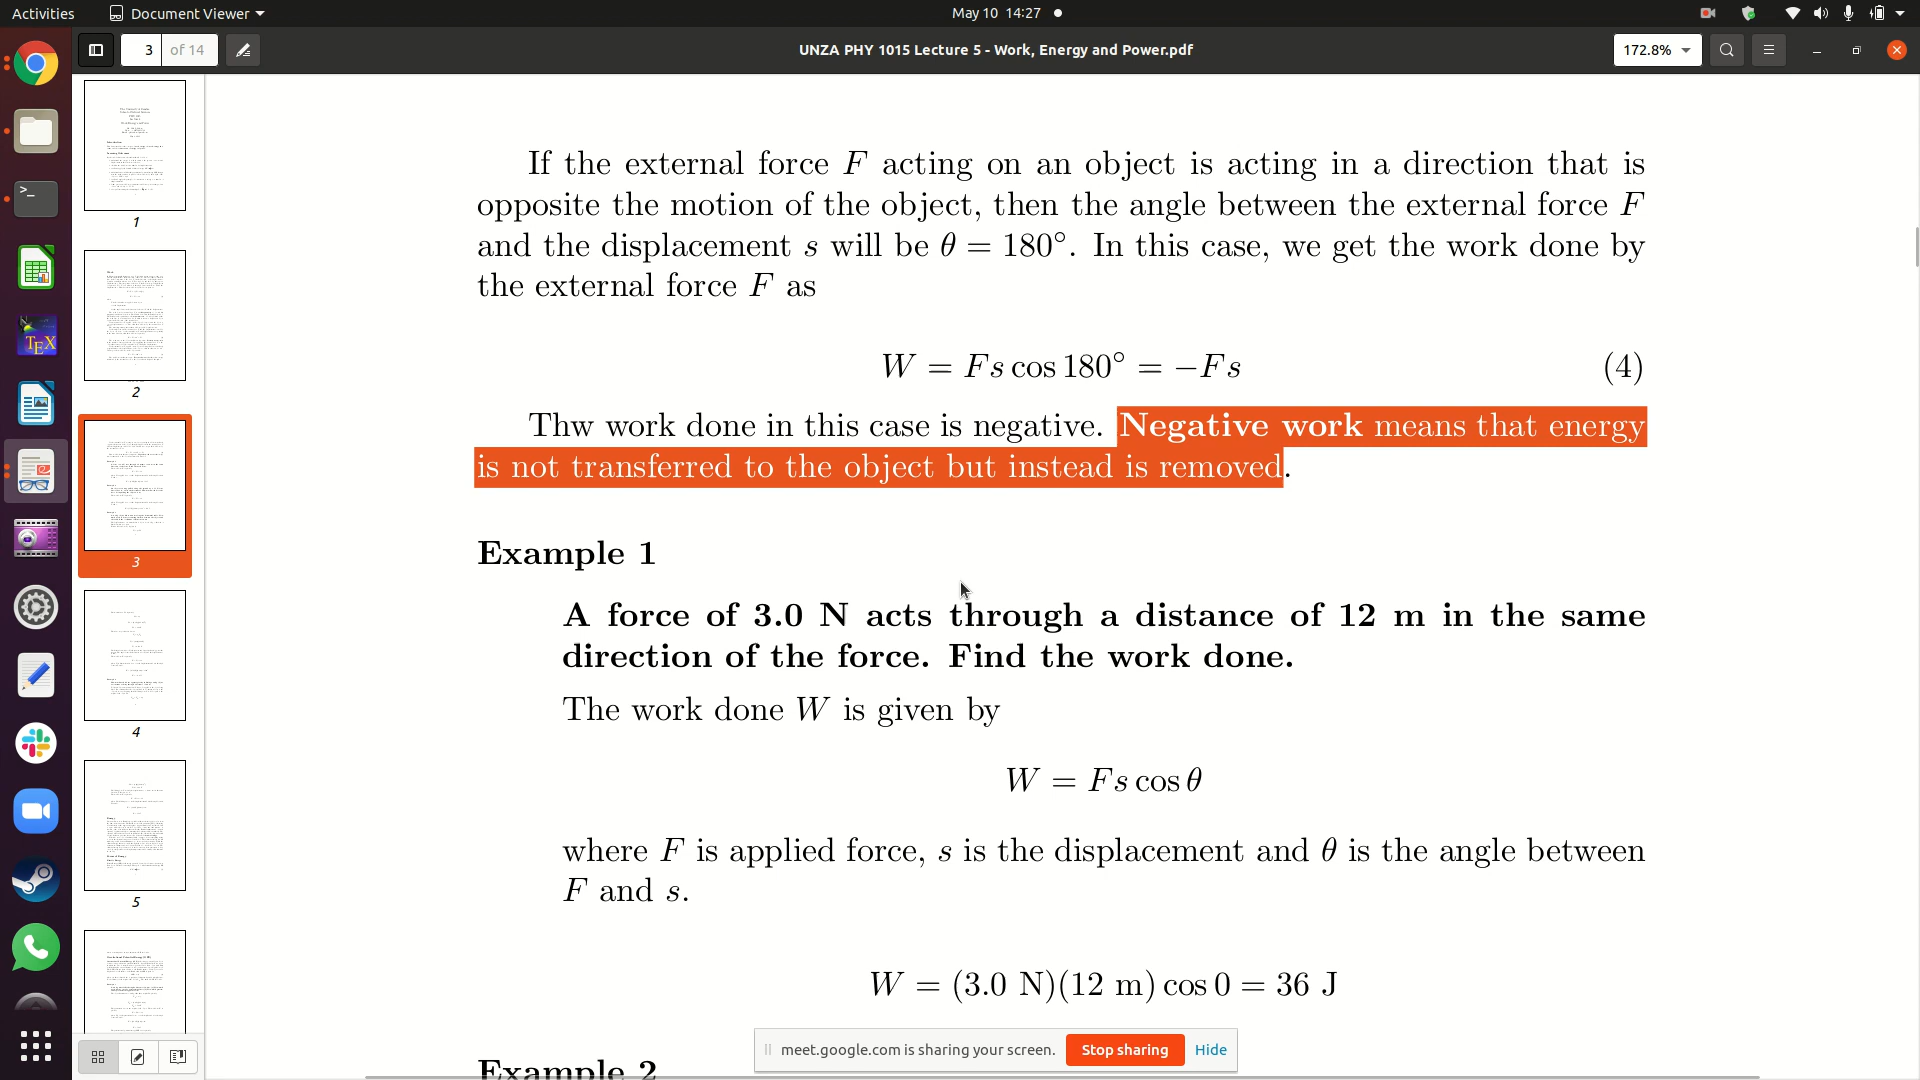 Activities
Document Viewer
May 10 14:27
3 of 14
UNZA PHY 1015 Lecture 5 - Work, Energy and Power.pdf
172.8%
If the external force F acting on an object is acting in a direction that is
opposite the motion of the object, then the angle between the external force F
and the displacement s will be θ = 180°. In this case, we get the work done by
the external force F as
W = Fs cos 180° = −Fs (4)
Thw work done in this case is negative. Negative work means that energy
is not transferred to the object but instead is removed.
Example 1
A force of 3.0 N acts through a distance of 12 m in the same
direction of the force. Find the work done.
The work done W is given by
W = Fs cos θ
where F is applied force, s is the displacement and θ is the angle between
F and s.
W = (3.0 N)(12 m) cos 0 = 36 J
Example 2
1
2
3
4
5
TEX
>_
meet.google.com is sharing your screen.
Stop sharing
Hide